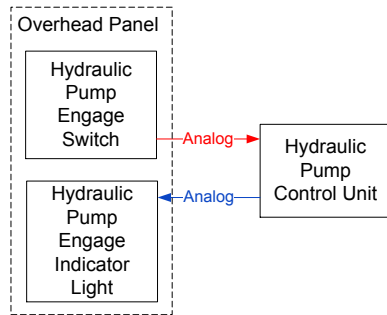 Overhead Panel
Hydraulic
Pump
Engage
Switch
Analog
Hydraulic
Pump
Control Unit
Hydraulic
Pump
Engage
Indicator
Light
Analog